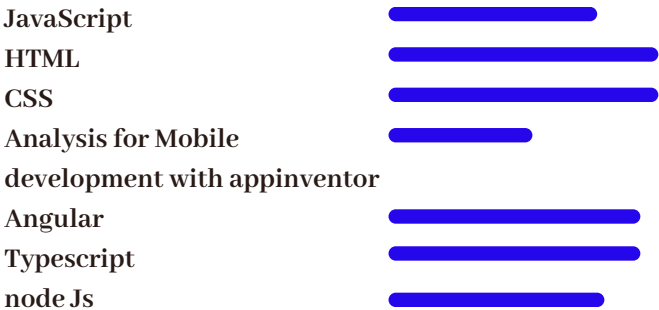 JavaScript
HTML
CSS
Analysis for Mobile
development with appinventor
Angular
Typescript
node Js